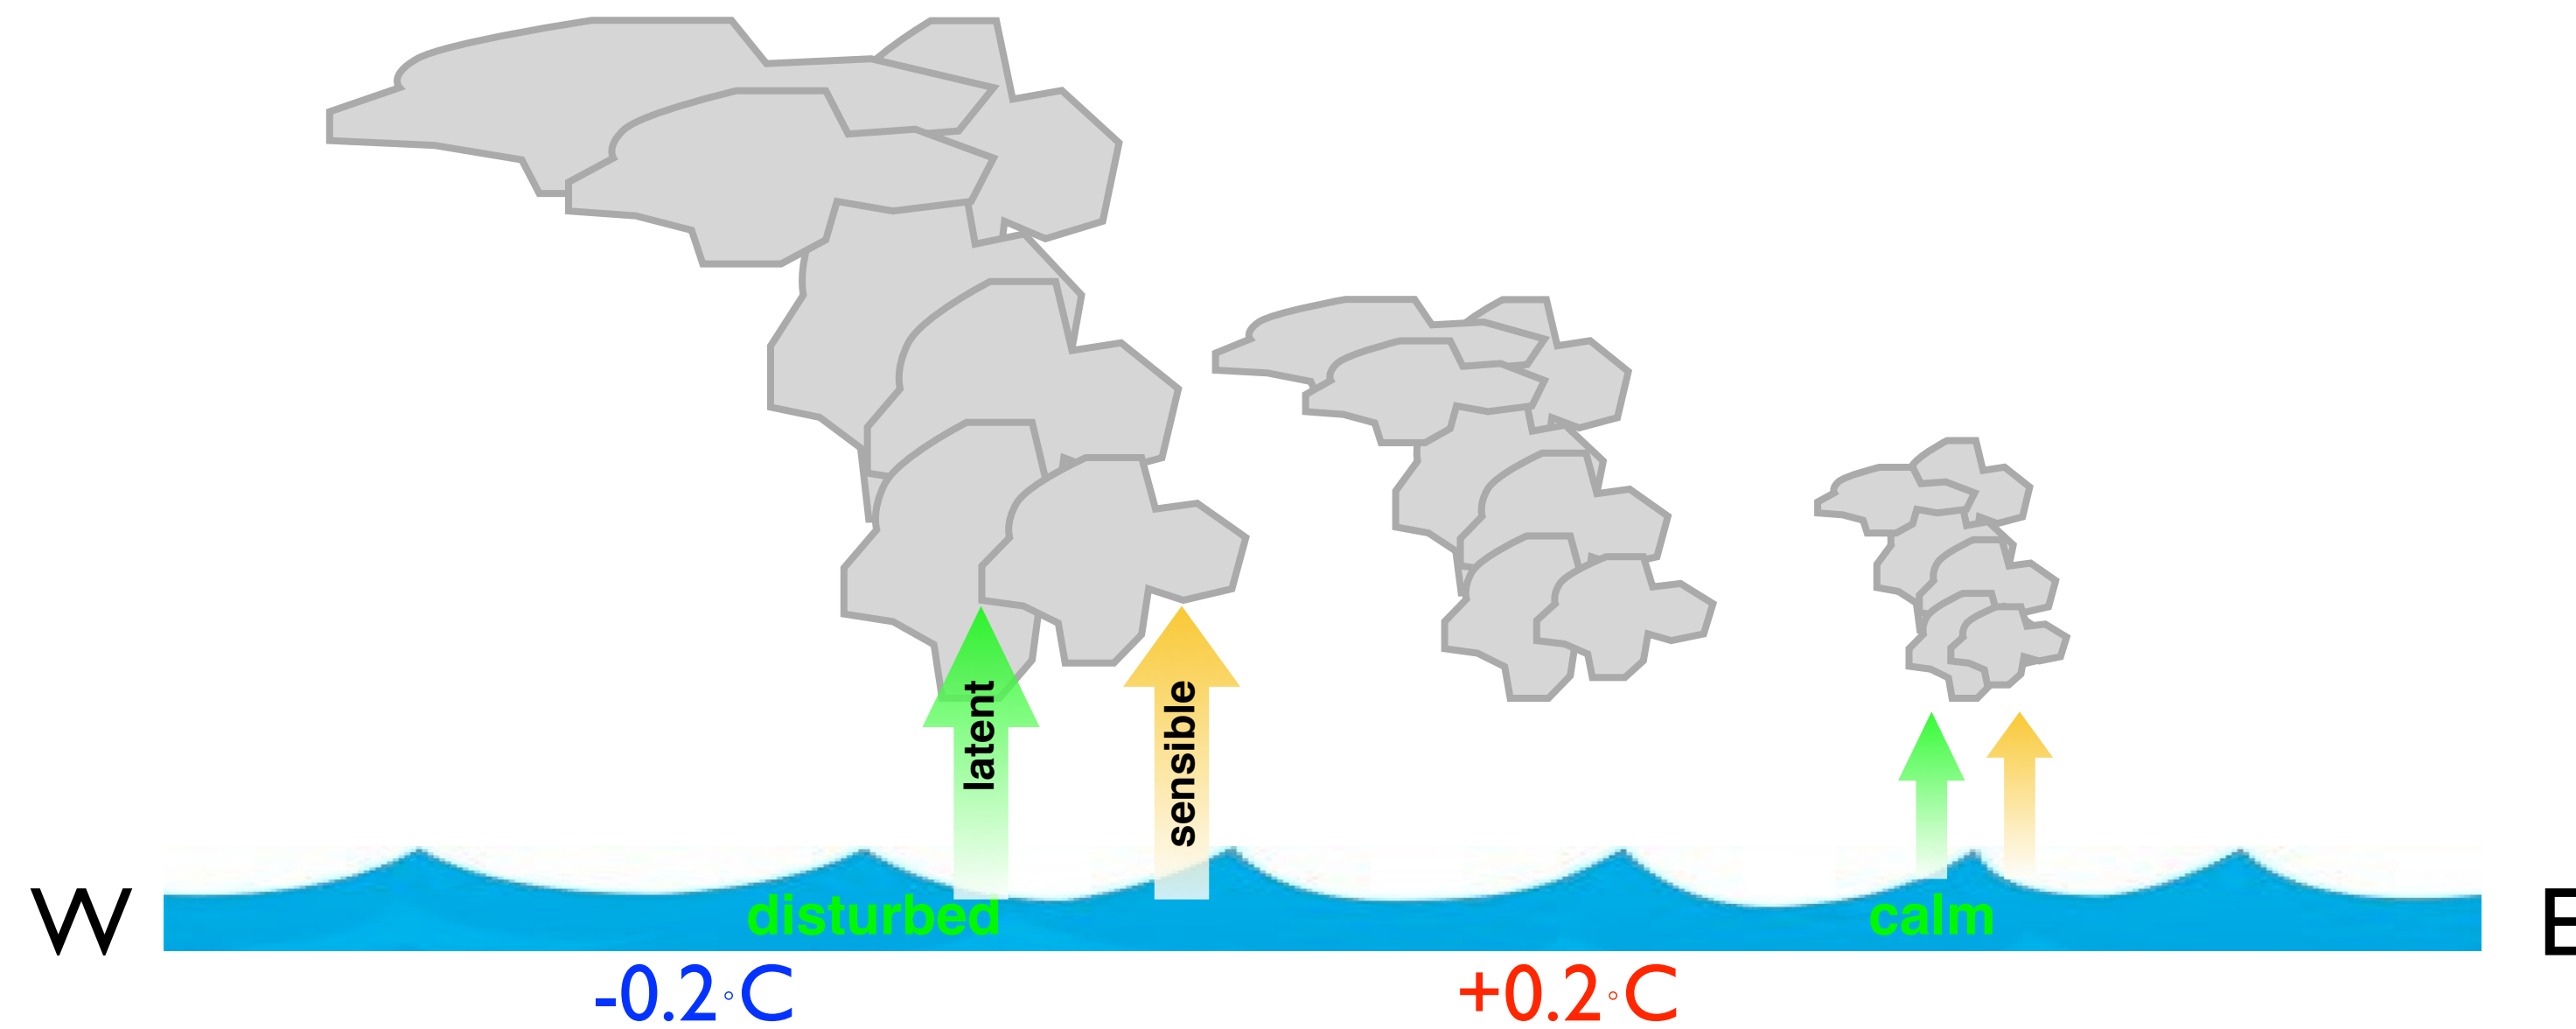 latent
sensible
W
disturbed
calm
E
-0.2◦C
+0.2◦C